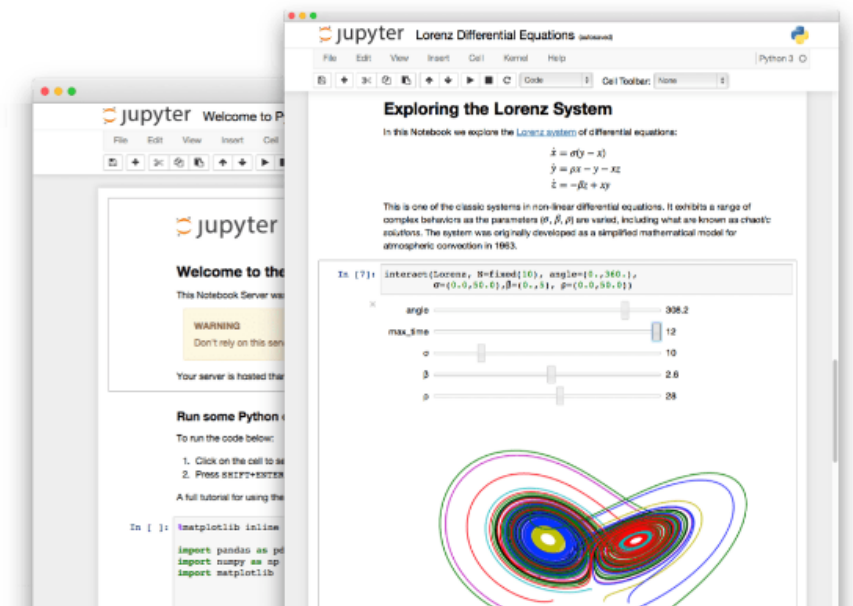 jupyter Lorenz Differential Equations (autosaved)
File Edit View Insert Cell Kernel Help Python 3
Code Cell Toolbar: None
Exploring the Lorenz System
In this Notebook we explore the Lorenz system of differential equations:
ẋ = σ(y − x)
ẏ = ρx − y − xz
ż = −βz + xy
This is one of the classic systems in non-linear differential equations. It exhibits a range of
complex behaviors as the parameters (σ, β, ρ) are varied, including what are known as chaotic
solutions. The system was originally developed as a simplified mathematical model for
atmospheric convection in 1963.
In [7]: interact(Lorenz, N=fixed(10), angle=(0.,360.),
σ=(0.0,50.0),β=(0.,5), ρ=(0.0,50.0))
angle 308.2
max_time 12
σ 10
β 2.6
ρ 28
jupyter Welcome to P
File Edit View Insert Cell
jupyter
Welcome to the
This Notebook Server was
WARNING
Don't rely on this serv
Your server is hosted than
Run some Python
To run the code below:
1. Click on the cell to se
2. Press SHIFT+ENTER
A full tutorial for using the
In [ ]: %matplotlib inline
import pandas as pd
import numpy as np
import matplotlib